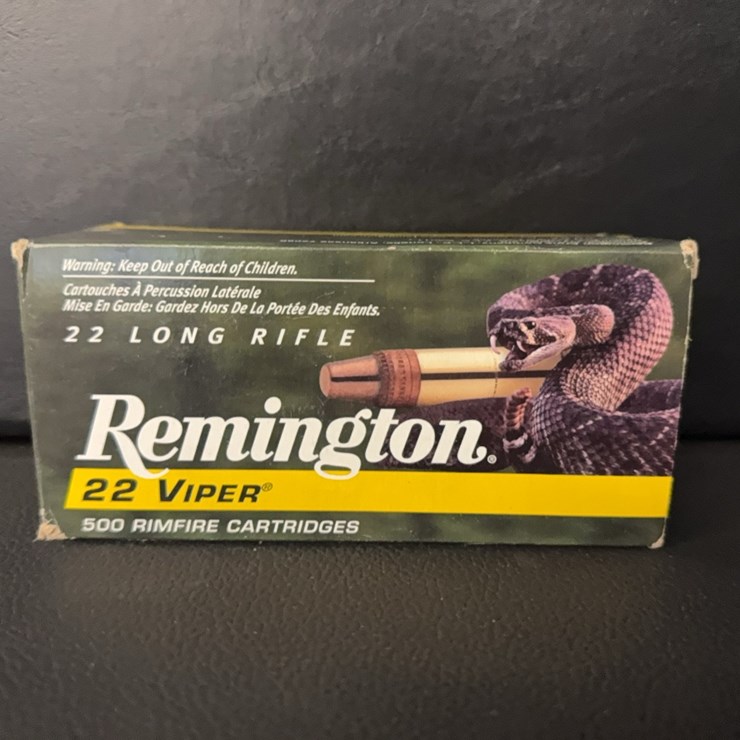 Warning: Keep Out of Reach of Children.
Cartouches À Percussion Latérale
Mise En Garde: Gardez Hors De La Portée Des Enfants.
22 LONG RIFLE
Remington®
22 VIPER®
500 RIMFIRE CARTRIDGES